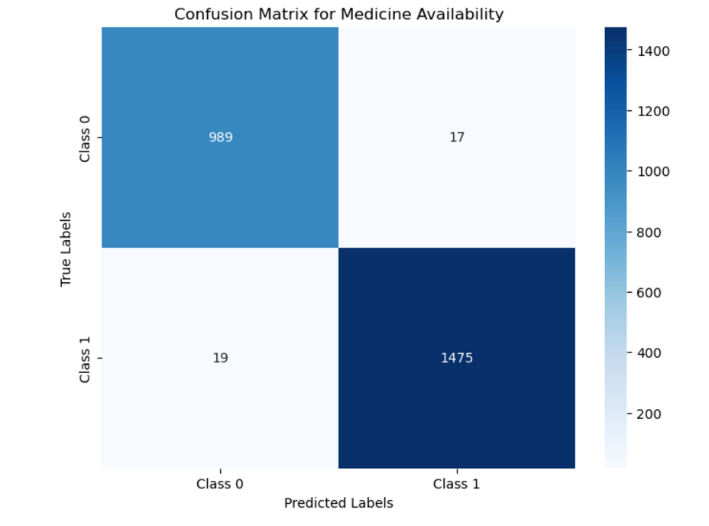 Confusion Matrix for Medicine Availability
True Labels
Class 0
989
17
Class 1
19
1475
Class 0
Class 1
Predicted Labels
1400
1200
1000
800
600
400
200